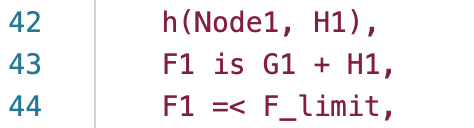 42 h(Node1, H1),
43 F1 is G1 + H1,
44 F1 =< F_limit,